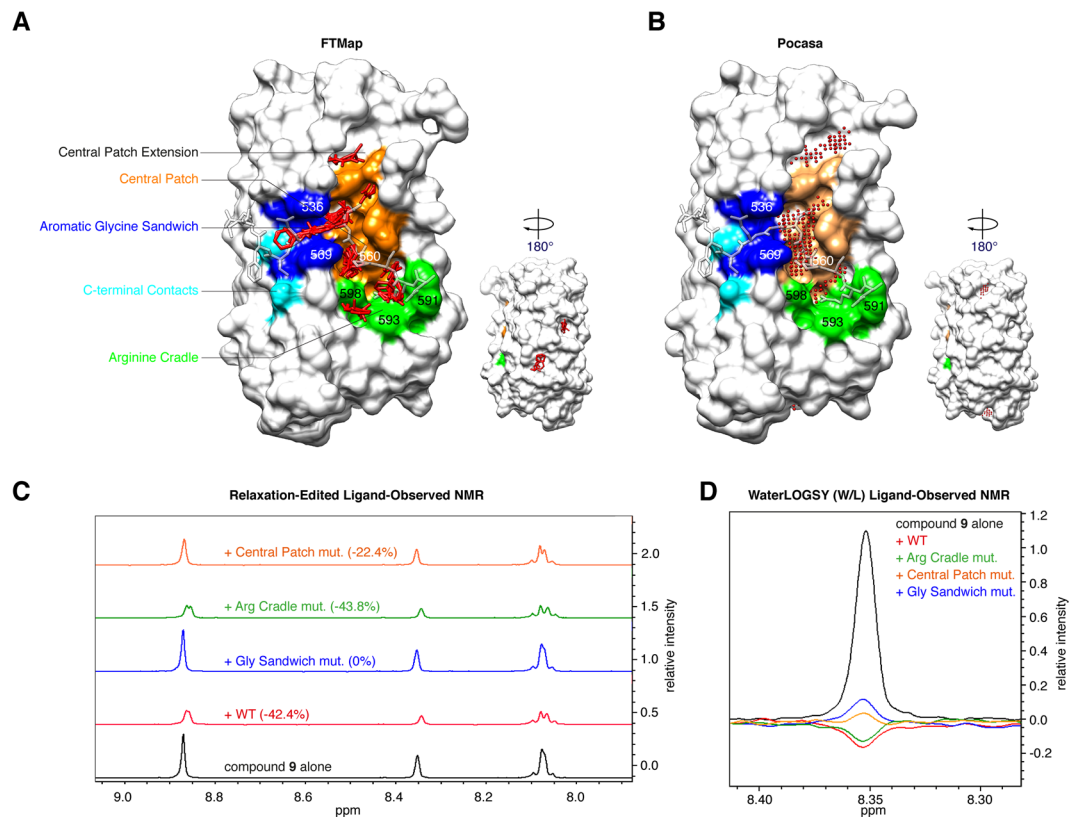 A
FTMap
Central Patch Extension
Central Patch
Aromatic Glycine Sandwich
C-terminal Contacts
Arginine Cradle
536
569
560
598
591
593
180°
B
Pocasa
536
569
560
598
591
593
180°
C
Relaxation-Edited Ligand-Observed NMR
+ Central Patch mut. (-22.4%)
+ Arg Cradle mut. (-43.8%)
+ Gly Sandwich mut. (0%)
+ WT (-42.4%)
compound 9 alone
2.0
1.5
1.0
0.5
0.0
relative intensity
9.0 8.8 8.6 8.4 8.2 8.0
ppm
D
WaterLOGSY (W/L) Ligand-Observed NMR
compound 9 alone
+ WT
+ Arg Cradle mut.
+ Central Patch mut.
+ Gly Sandwich mut.
1.2
1.0
0.8
0.6
0.4
0.2
0.0
-0.2
relative intensity
8.40 8.35 8.30
ppm